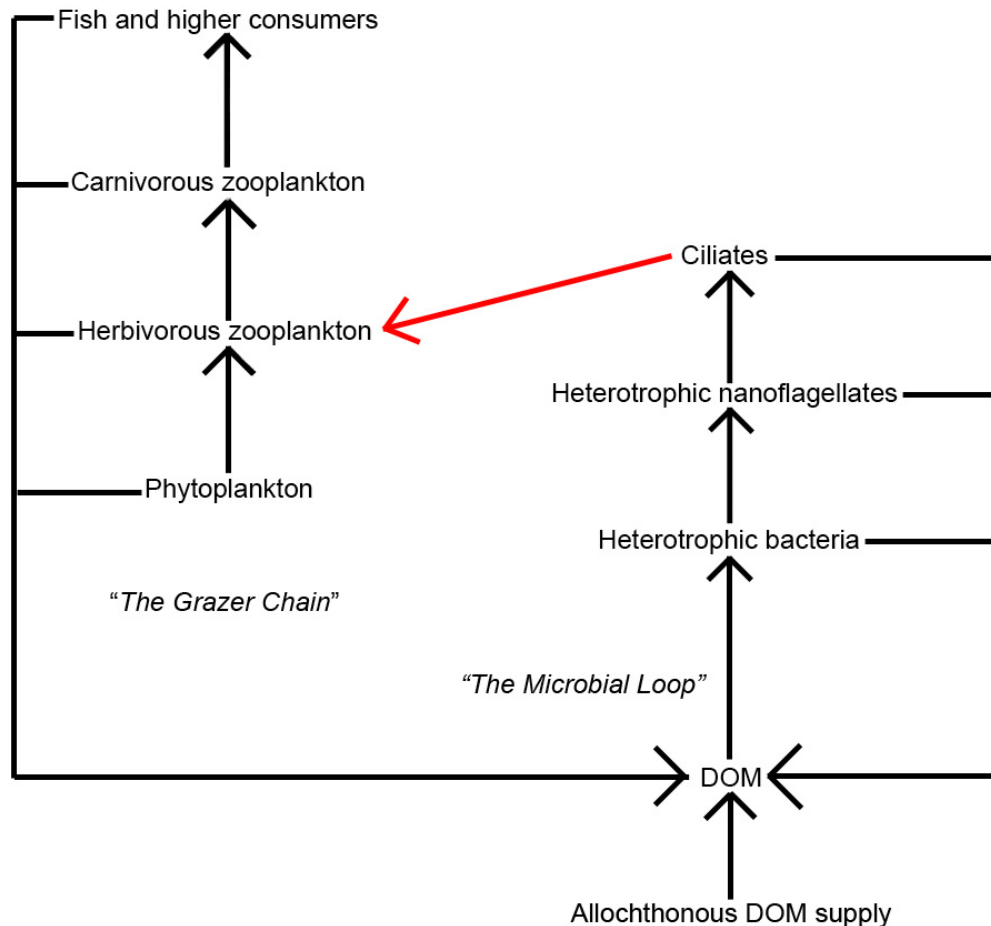 Fish and higher consumers
Carnivorous zooplankton
Ciliates
Herbivorous zooplankton
Heterotrophic nanoflagellates
Phytoplankton
Heterotrophic bacteria
“The Grazer Chain”
“The Microbial Loop”
DOM
Allochthonous DOM supply